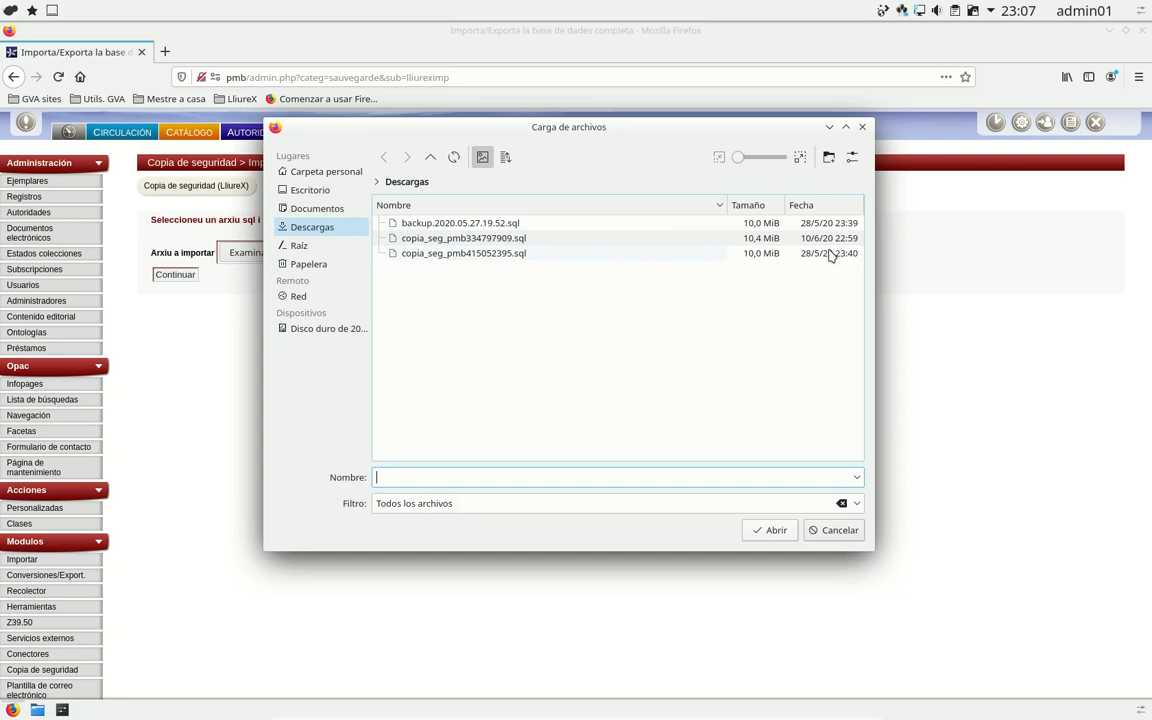 23:07 admin01
Importa/Exporta la base de dades completa - Mozilla Firefox
Importa/Exporta la base d
pmb/admin.php?categ=sauvegarde&sub=lliureximp
GVA sites Utils. GVA Mestre a casa LliureX Comenzar a usar Fire...
CIRCULACIÓN CATÁLOGO AUTORID
Administración
Ejemplares
Registros
Autoridades
Documentos
electrónicos
Estados colecciones
Subscripciones
Usuarios
Administradores
Contenido editorial
Ontologías
Préstamos
Opac
Infopages
Lista de búsquedas
Navegación
Facetas
Formulario de contacto
Página de
mantenimiento
Acciones
Personalizadas
Clases
Modulos
Importar
Conversiones/Export.
Recolector
Herramientas
Z39.50
Servicios externos
Conectores
Copia de seguridad
Plantilla de correo
electrónico
Copia de seguridad > Imp
Copia de seguridad (LliureX)
Seleccioneu un arxiu sql i
Arxiu a importar Examina
Continuar
Carga de archivos
Lugares
Carpeta personal
Escritorio
Documentos
Descargas
Raíz
Papelera
Remoto
Red
Dispositivos
Disco duro de 20...
Descargas
Nombre Tamaño Fecha
backup.2020.05.27.19.52.sql 10,0 MiB 28/5/20 23:39
copia_seg_pmb334797909.sql 10,4 MiB 10/6/20 22:59
copia_seg_pmb415052395.sql 10,0 MiB 28/5/20 23:40
Nombre:
Filtro: Todos los archivos
Abrir Cancelar